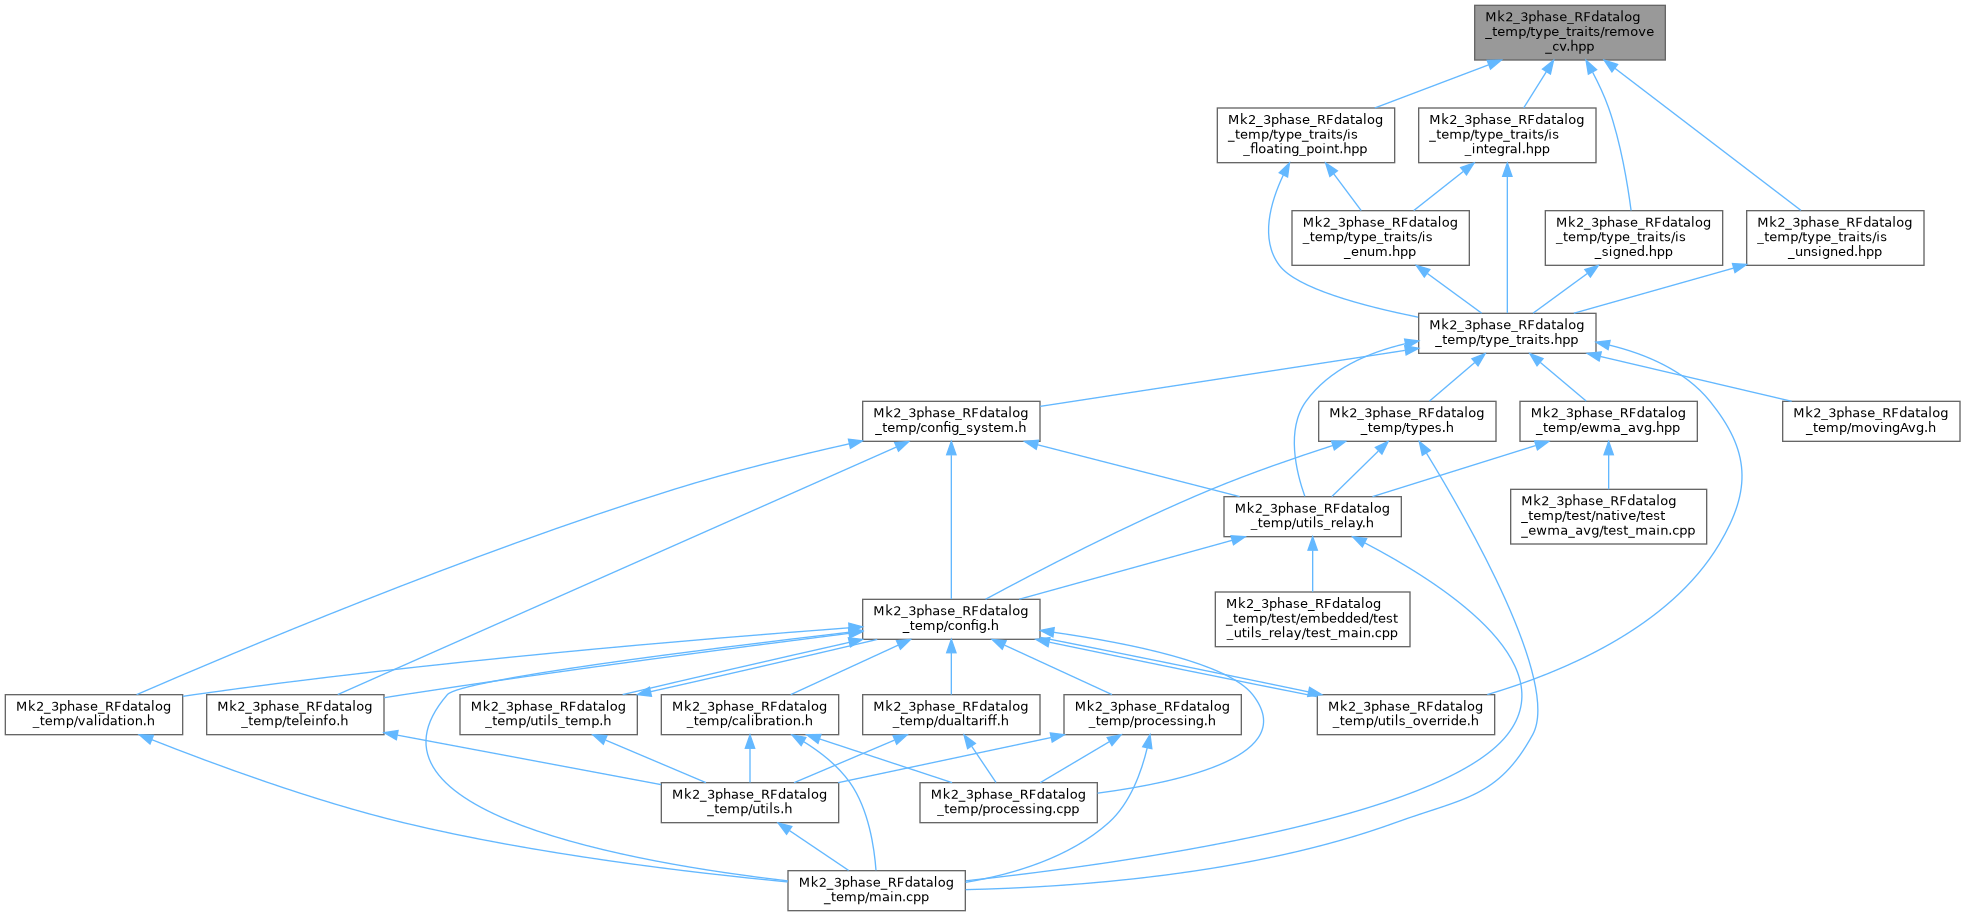 Mk2_3phase_RFdatalog
_temp/type_traits/remove
_cv.hpp
Mk2_3phase_RFdatalog
_temp/type_traits/is
_floating_point.hpp
Mk2_3phase_RFdatalog
_temp/type_traits/is
_integral.hpp
Mk2_3phase_RFdatalog
_temp/type_traits/is
_enum.hpp
Mk2_3phase_RFdatalog
_temp/type_traits/is
_signed.hpp
Mk2_3phase_RFdatalog
_temp/type_traits/is
_unsigned.hpp
Mk2_3phase_RFdatalog
_temp/type_traits.hpp
Mk2_3phase_RFdatalog
_temp/config_system.h
Mk2_3phase_RFdatalog
_temp/types.h
Mk2_3phase_RFdatalog
_temp/ewma_avg.hpp
Mk2_3phase_RFdatalog
_temp/movingAvg.h
Mk2_3phase_RFdatalog
_temp/utils_relay.h
Mk2_3phase_RFdatalog
_temp/test/native/test
_ewma_avg/test_main.cpp
Mk2_3phase_RFdatalog
_temp/config.h
Mk2_3phase_RFdatalog
_temp/test/embedded/test
_utils_relay/test_main.cpp
Mk2_3phase_RFdatalog
_temp/validation.h
Mk2_3phase_RFdatalog
_temp/teleinfo.h
Mk2_3phase_RFdatalog
_temp/utils_temp.h
Mk2_3phase_RFdatalog
_temp/calibration.h
Mk2_3phase_RFdatalog
_temp/dualtariff.h
Mk2_3phase_RFdatalog
_temp/processing.h
Mk2_3phase_RFdatalog
_temp/utils_override.h
Mk2_3phase_RFdatalog
_temp/utils.h
Mk2_3phase_RFdatalog
_temp/processing.cpp
Mk2_3phase_RFdatalog
_temp/main.cpp